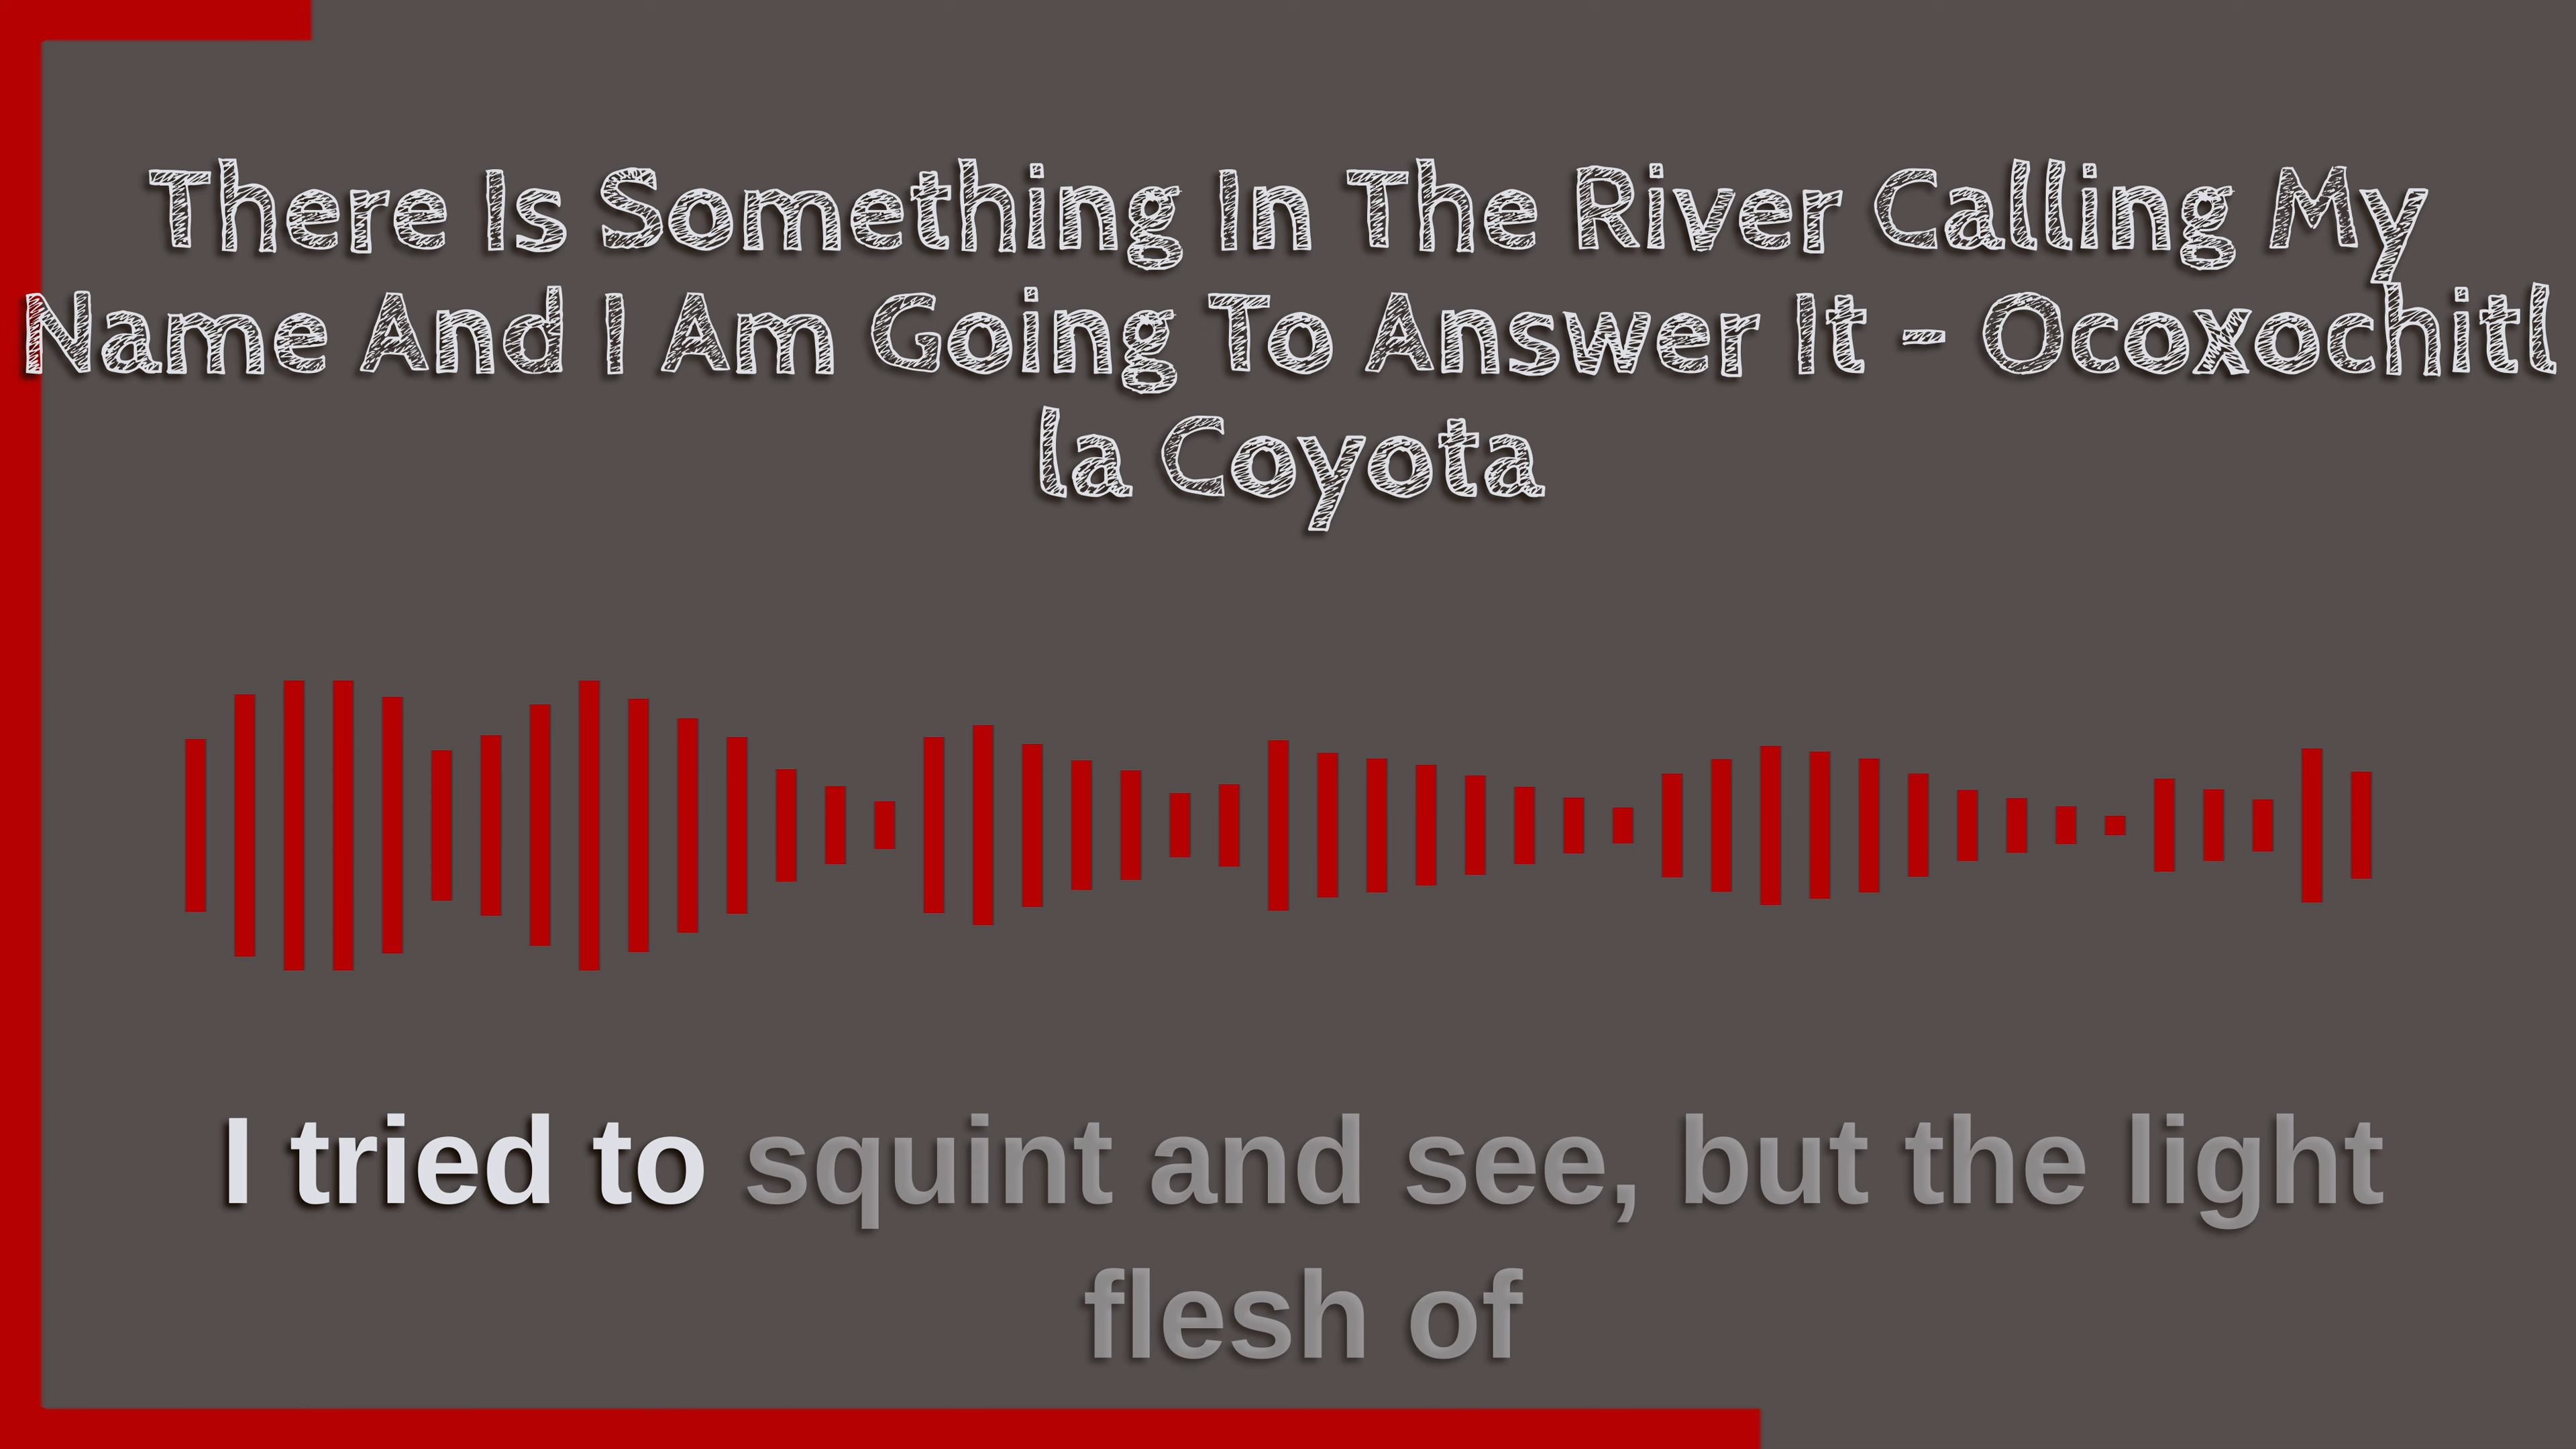 There Is Something In The River Calling My
Name And I Am Going To Answer It - Ocoxochitl
la Coyota
I tried to squint and see, but the light
flesh of